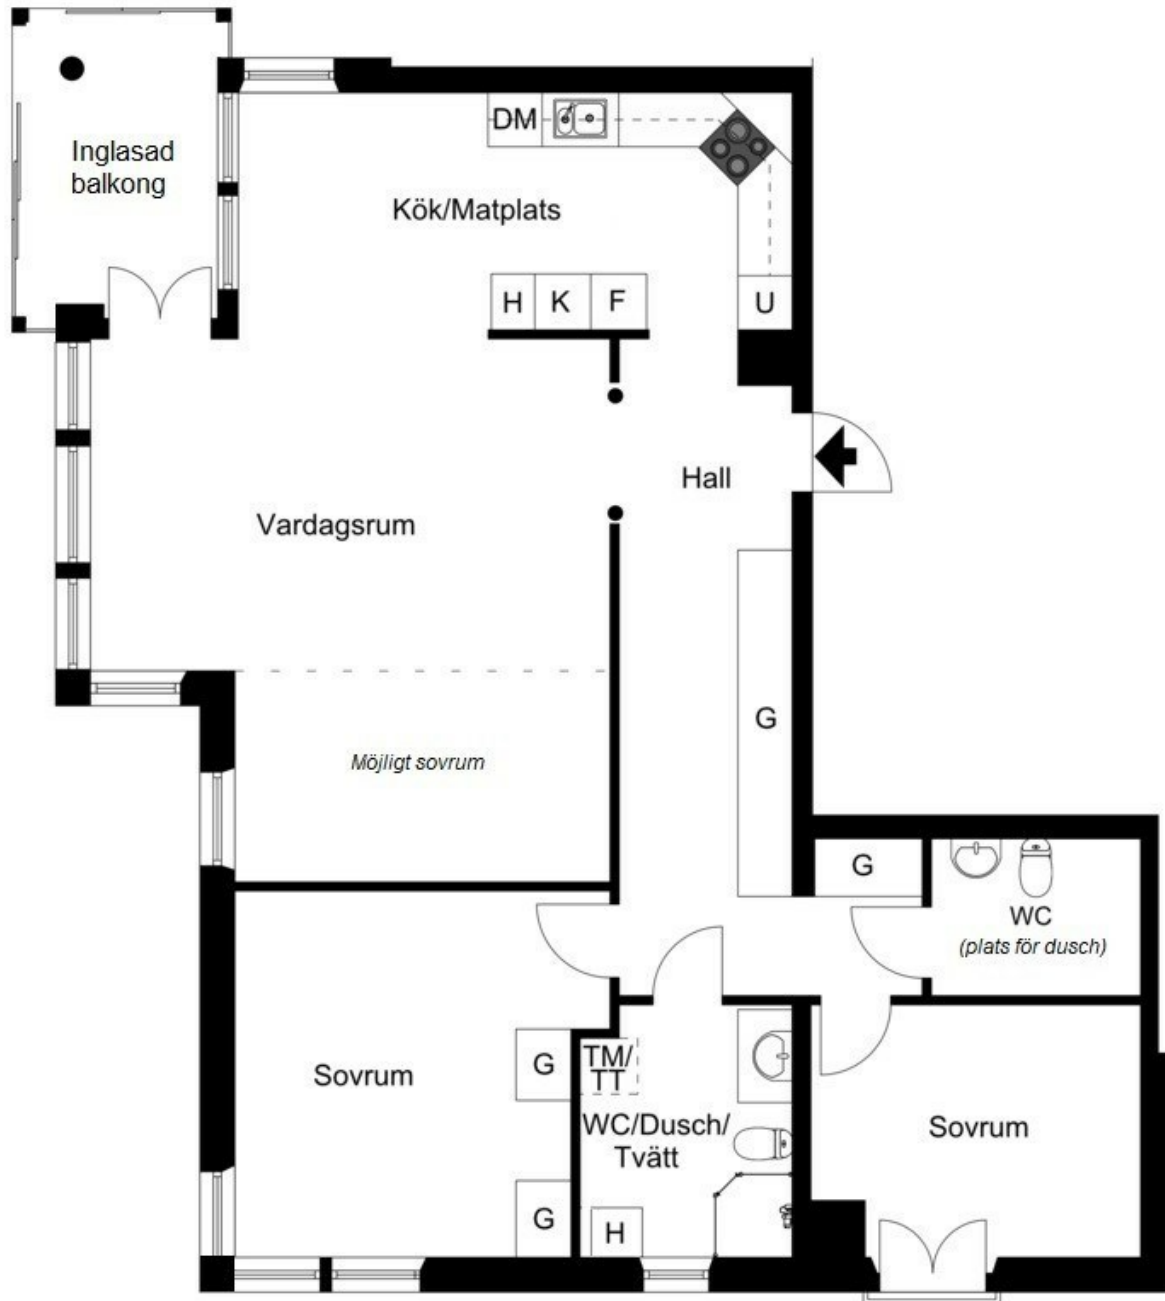 DM
Inglasad
balkong
Kök/Matplats
H K F
U
Hall
Vardagsrum
G
Möjligt sovrum
G
WC
(plats för dusch)
G
TM/
TT
Sovrum
WC/Dusch/
Tvätt
Sovrum
G
H